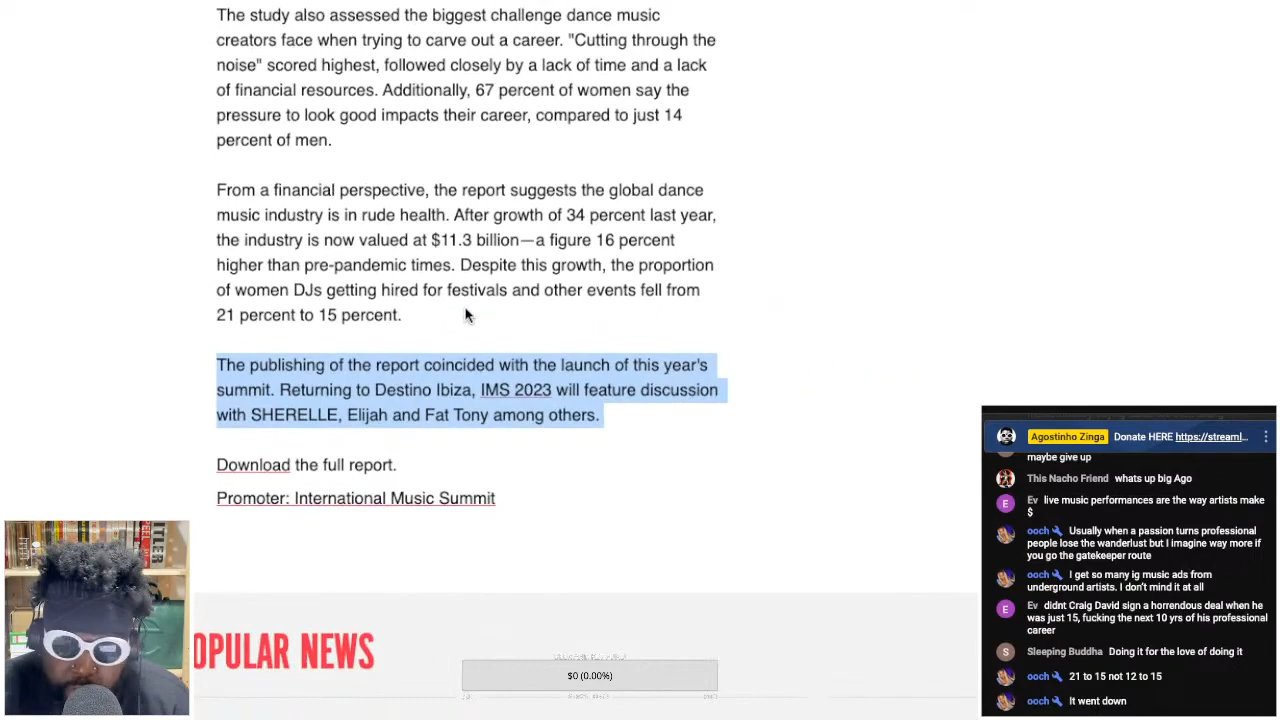 The study also assessed the biggest challenge dance music
creators face when trying to carve out a career. "Cutting through the
noise" scored highest, followed closely by a lack of time and a lack
of financial resources. Additionally, 67 percent of women say the
pressure to look good impacts their career, compared to just 14
percent of men.
From a financial perspective, the report suggests the global dance
music industry is in rude health. After growth of 34 percent last year,
the industry is now valued at $11.3 billion—a figure 16 percent
higher than pre-pandemic times. Despite this growth, the proportion
of women DJs getting hired for festivals and other events fell from
21 percent to 15 percent.
The publishing of the report coincided with the launch of this year's
summit. Returning to Destino Ibiza, IMS 2023 will feature discussion
with SHERELLE, Elijah and Fat Tony among others.
Download the full report.
Promoter: International Music Summit
OPULAR NEWS
$0 (0.00%)
Agostinho Zinga Donate HERE https://streaml...
maybe give up
This Nacho Friend whats up big Ago
Ev live music performances are the way artists make
$
ooch Usually when a passion turns professional
people lose the wanderlust but I imagine way more if
you go the gatekeeper route
ooch I get so many ig music ads from
underground artists. I don't mind it at all
Ev didnt Craig David sign a horrendous deal when he
was just 15, fucking the next 10 yrs of his professional
career
Sleeping Buddha Doing it for the love of doing it
ooch 21 to 15 not 12 to 15
ooch It went down